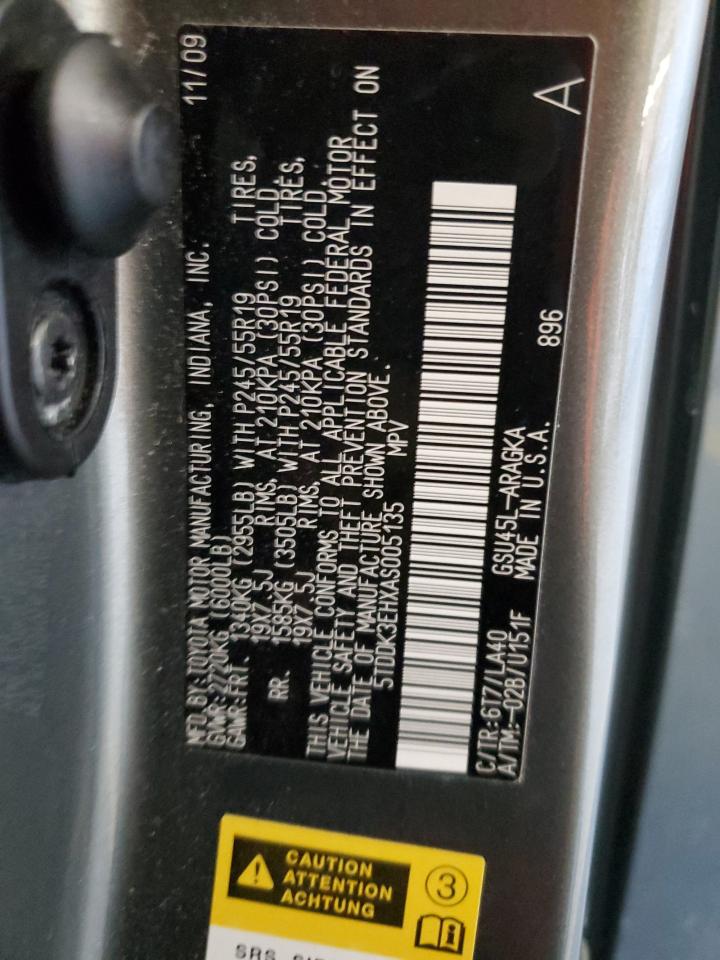 MFD.BY:TOYOTA MOTOR MANUFACTURING, INDIANA, INC. 11/09
GVWR:2720KG(6000LB)
GAWR:FRT. 1340KG (2955LB) WITH P245/55R19 TIRES,
19X7.5J RIMS, AT 210KPA (30PSI) COLD.
RR. 1585KG (3505LB) WITH P245/55R19 TIRES,
19X7.5J RIMS, AT 210KPA (30PSI) COLD.
THIS VEHICLE CONFORMS TO ALL APPLICABLE FEDERAL MOTOR
VEHICLE SAFETY AND THEFT PREVENTION STANDARDS IN EFFECT ON
THE DATE OF MANUFACTURE SHOWN ABOVE.
5TDDK3EHXAS005135 MPV
C/TR:6T7/LA40 GSU45L-ARAGKA 896
A/TM:-02B/U151F MADE IN U.S.A.
A
CAUTION
ATTENTION
ACHTUNG
3
SRS